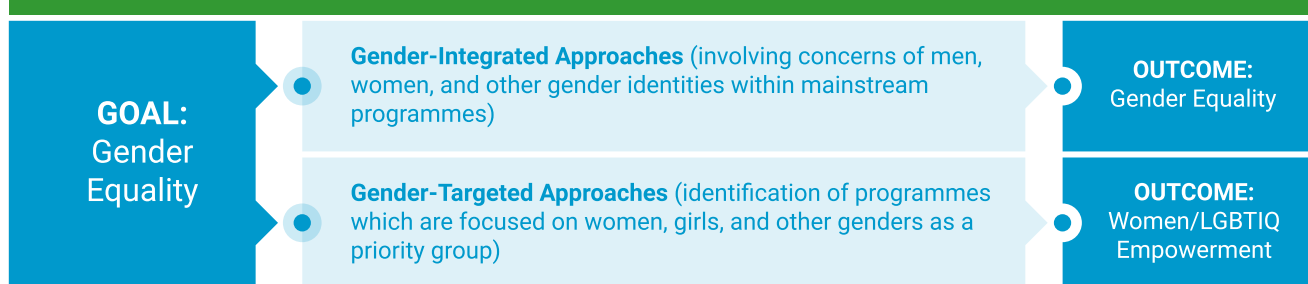 GOAL:
Gender
Equality
Gender-Integrated Approaches (involving concerns of men,
women, and other gender identities within mainstream
programmes)
OUTCOME:
Gender Equality
Gender-Targeted Approaches (identification of programmes
which are focused on women, girls, and other genders as a
priority group)
OUTCOME:
Women/LGBTIQ
Empowerment